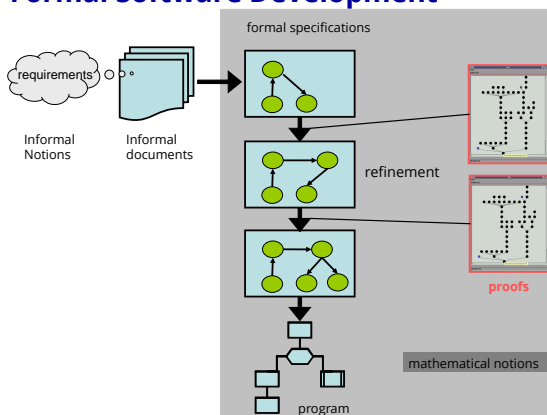 Formal Software Development
formal specifications
requirements
Informal
Notions
Informal
documents
refinement
proofs
mathematical notions
program